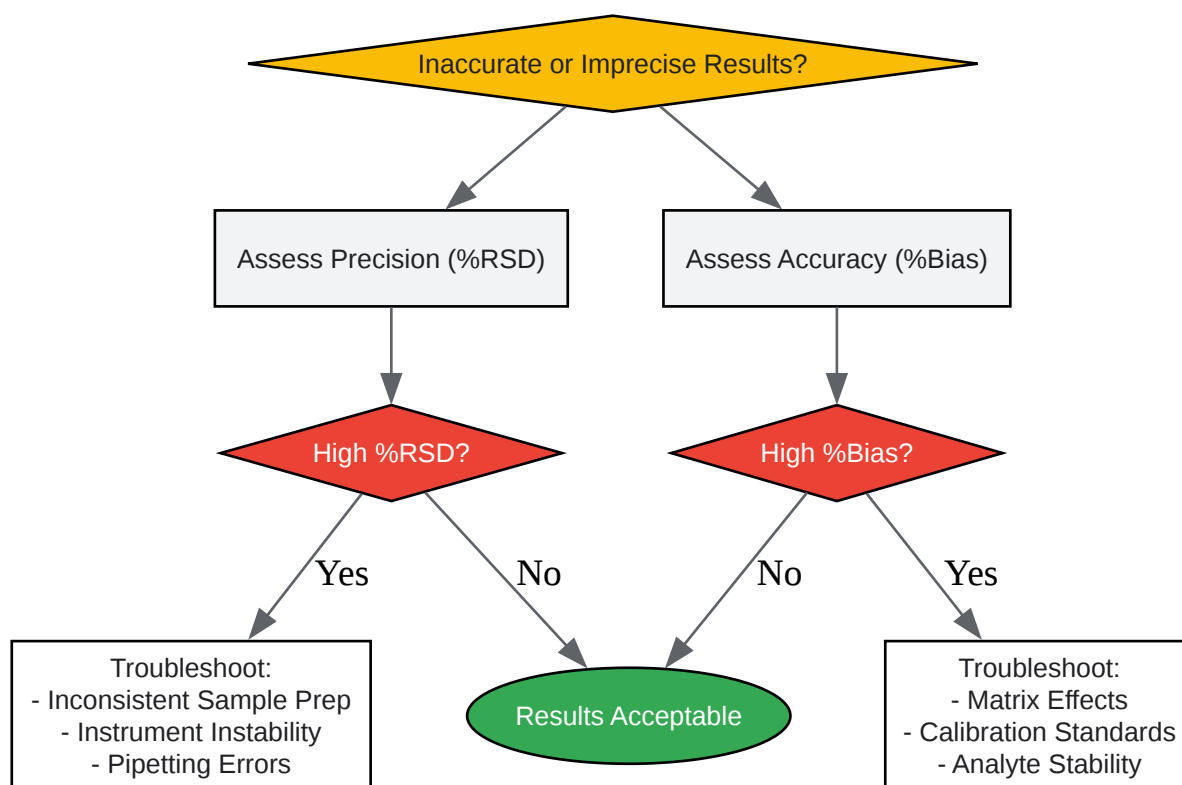 Inaccurate or Imprecise Results?
Assess Precision (%RSD)
Assess Accuracy (%Bias)
High %RSD?
High %Bias?
Yes
No
No
Yes
Troubleshoot:
- Inconsistent Sample Prep
- Instrument Instability
- Pipetting Errors
Results Acceptable
Troubleshoot:
- Matrix Effects
- Calibration Standards
- Analyte Stability